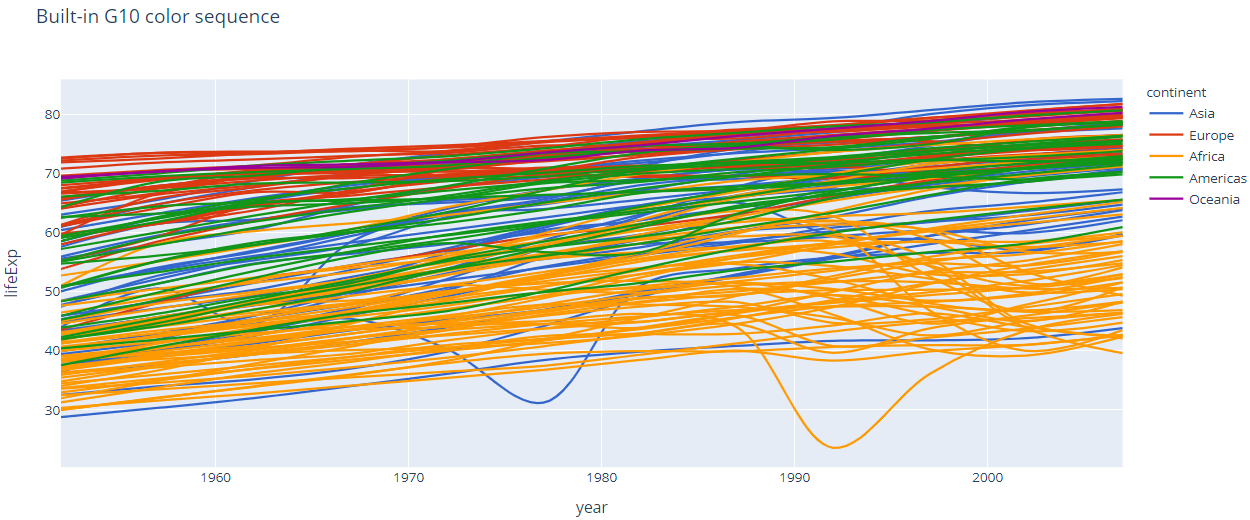 Built-in G10 color sequence
continent
Asia
Europe
Africa
Americas
Oceania
lifeExp
80
70
60
50
40
30
1960
1970
1980
1990
2000
year